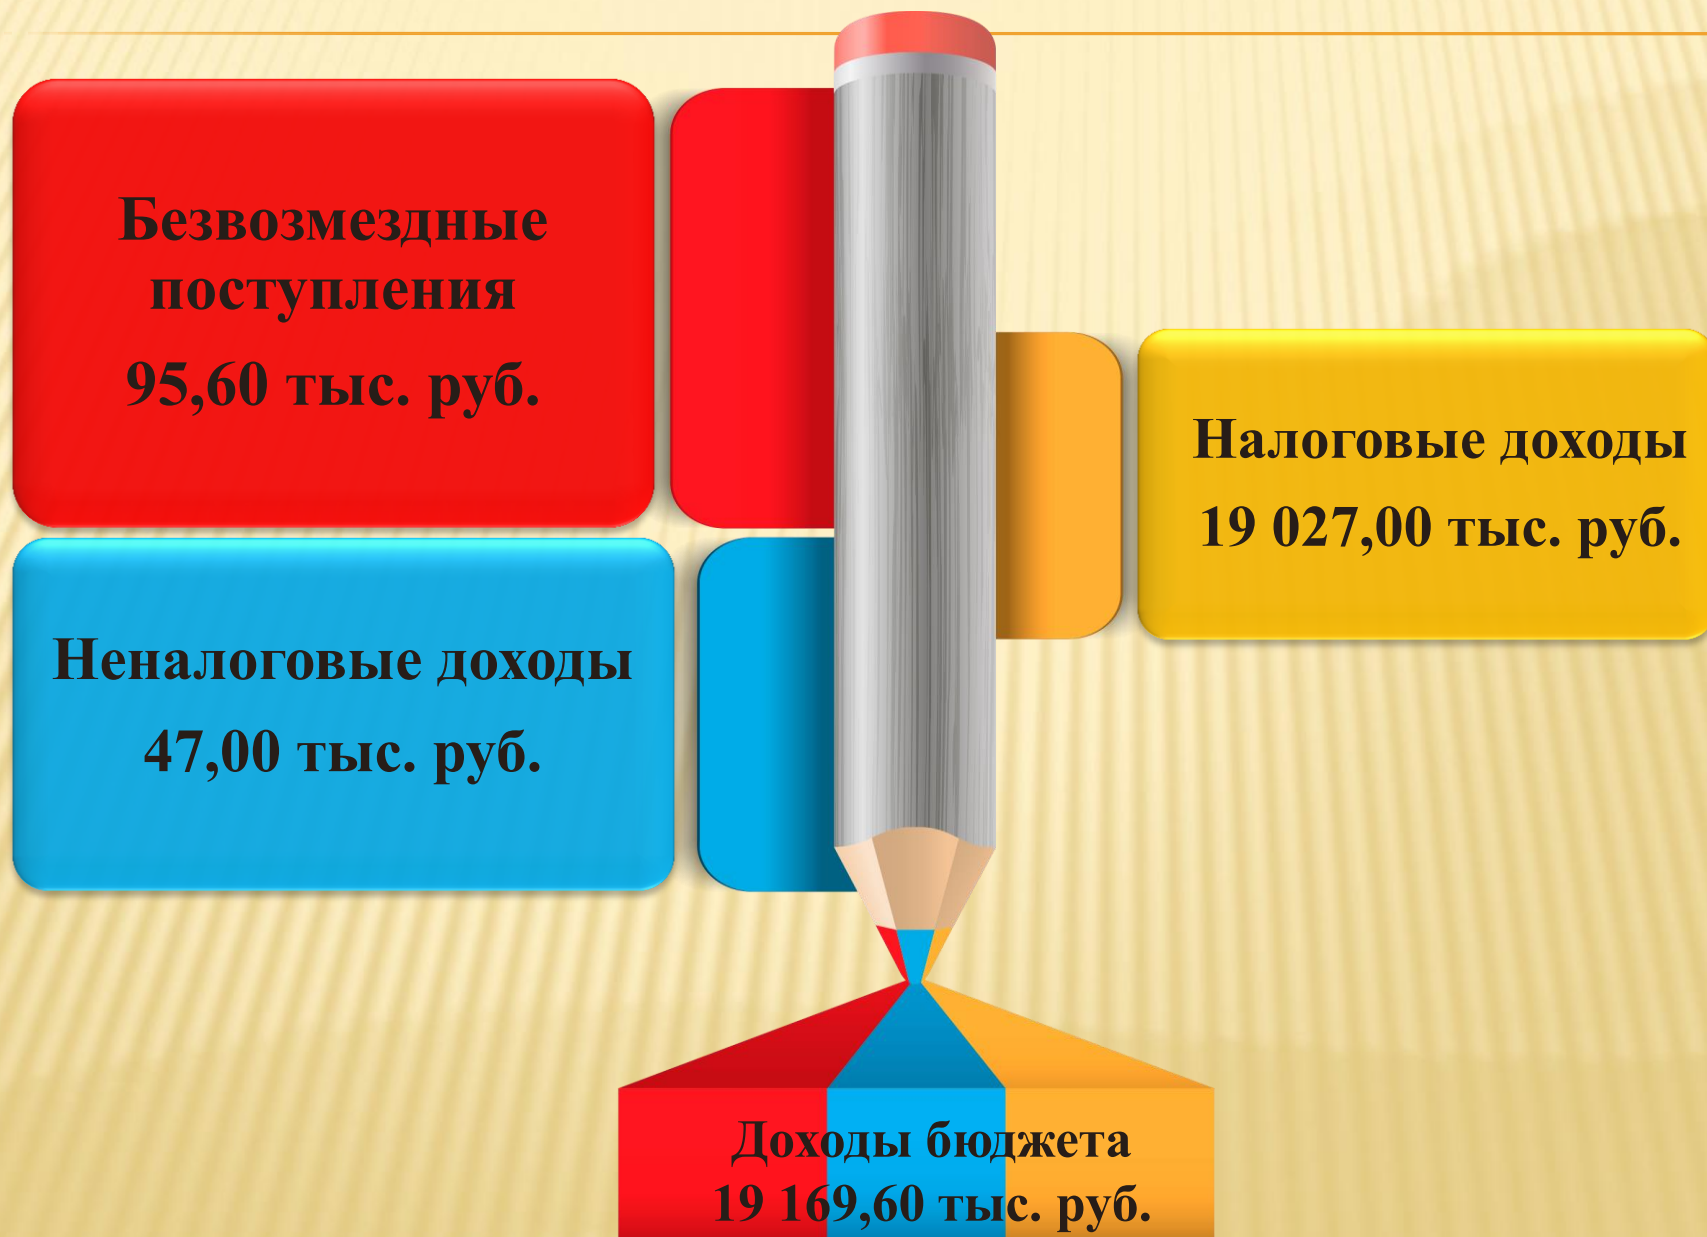 Безвозмездные
поступления
95,60 тыс. руб.
Налоговые доходы
19 027,00 тыс. руб.
Неналоговые доходы
47,00 тыс. руб.
Доходы бюджета
19 169,60 тыс. руб.